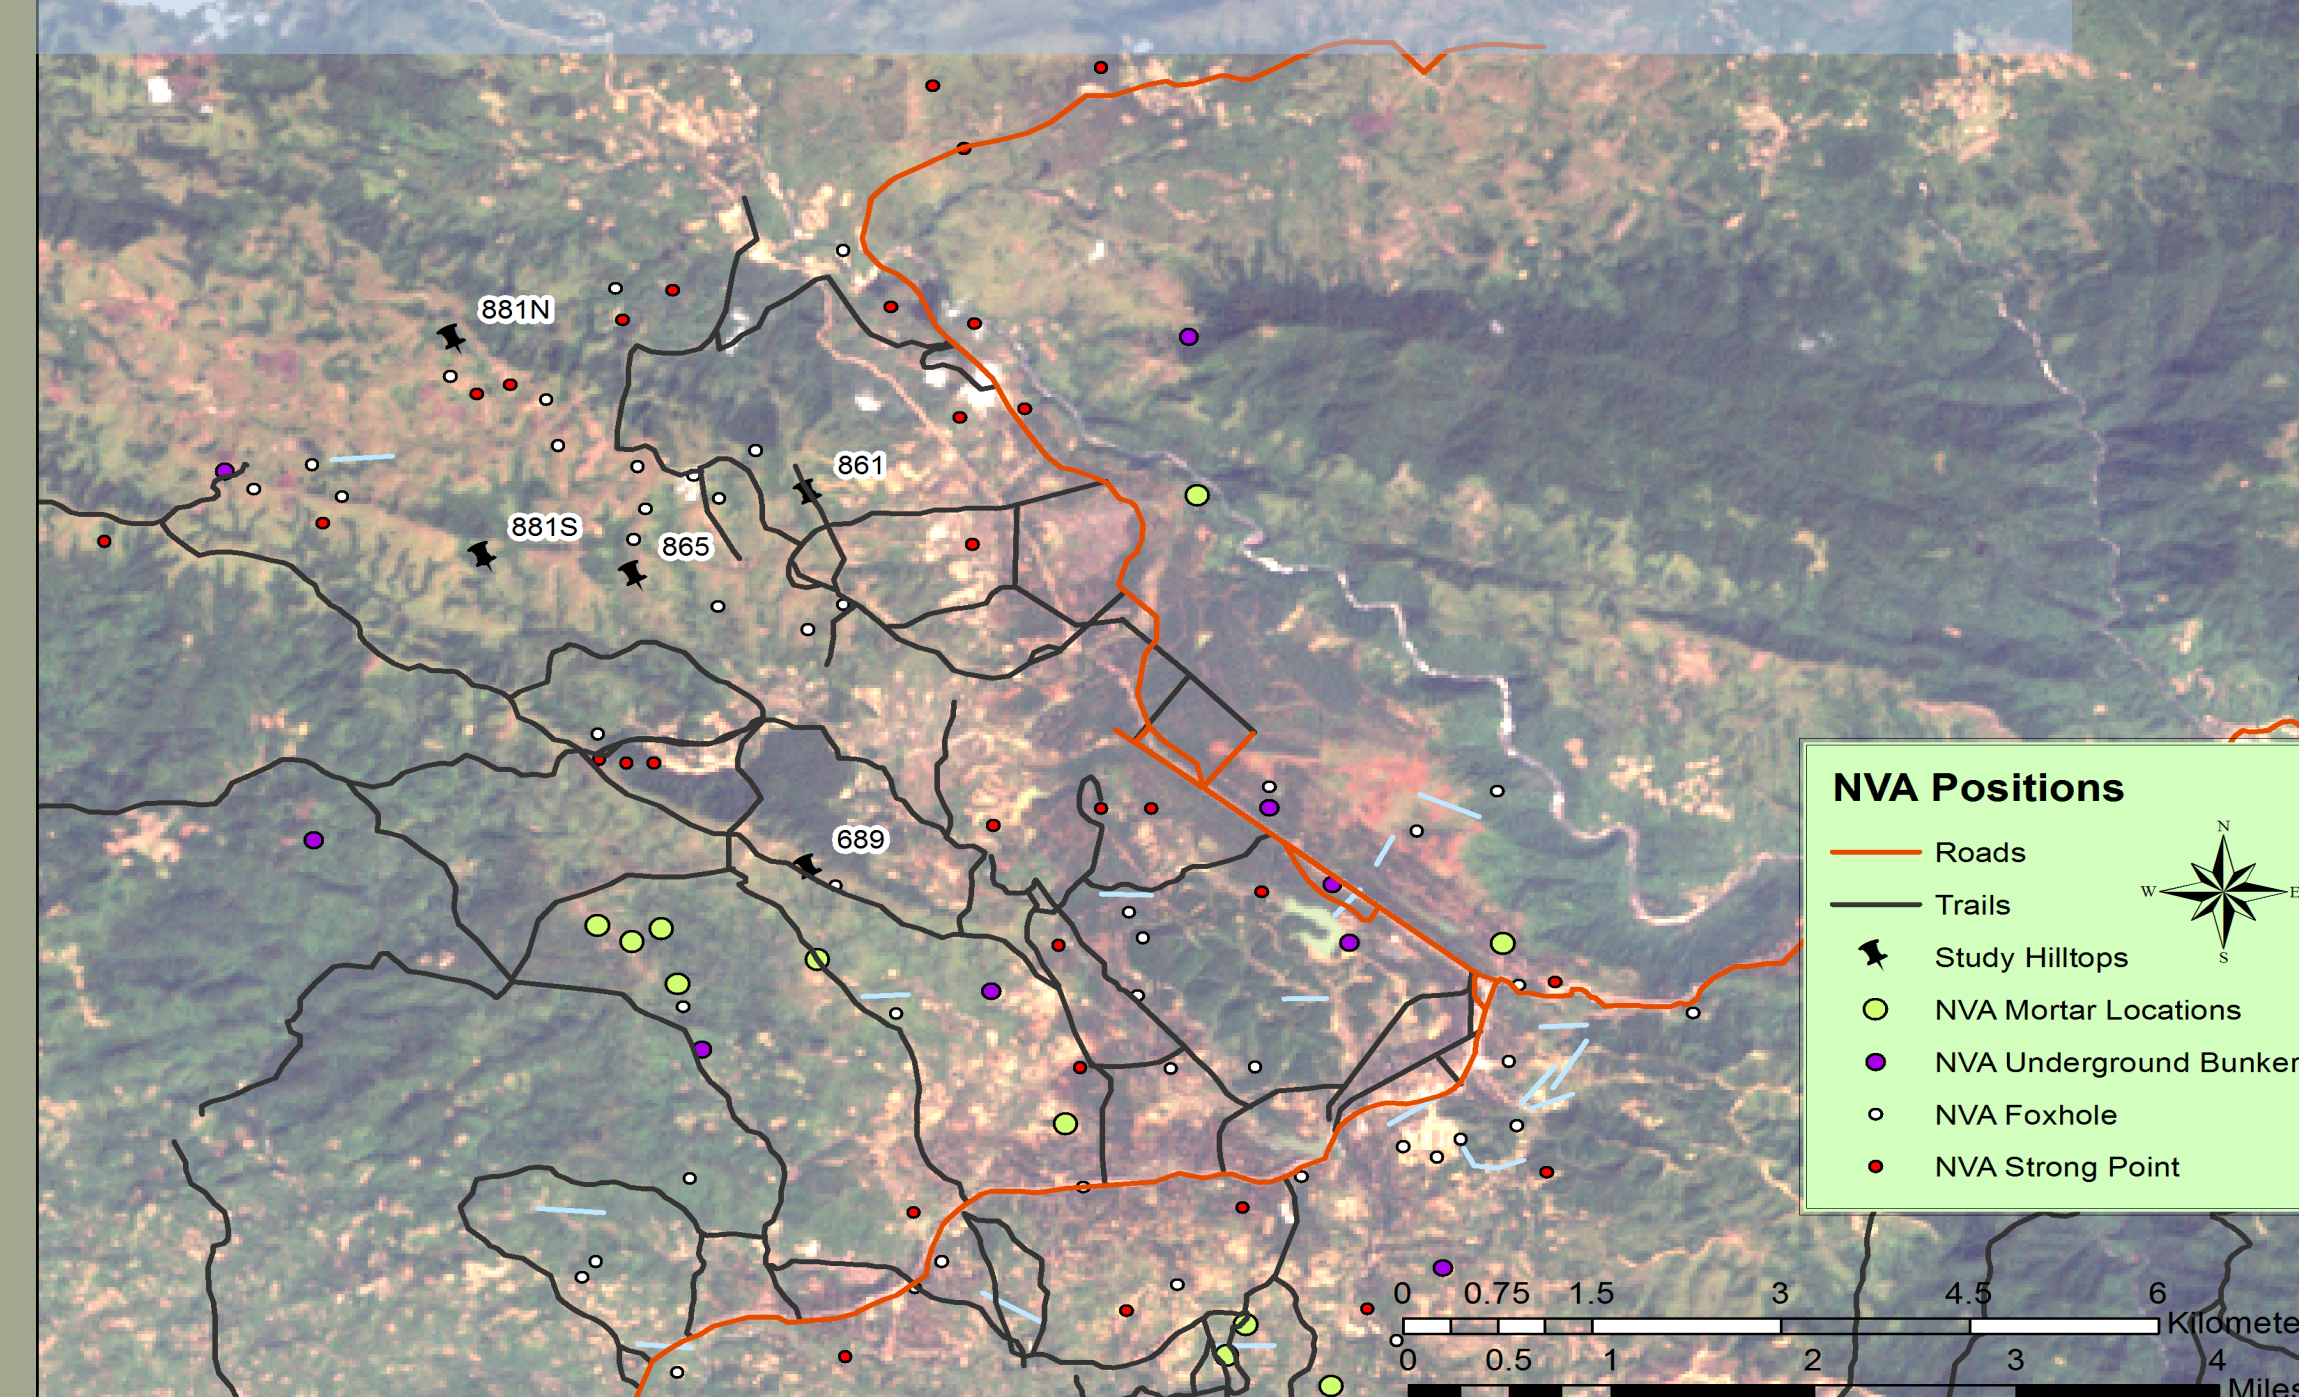 881N
861
881S
865
689
NVA Positions
N
Roads
W E
Trails
Study Hilltops
S
NVA Mortar Locations
NVA Underground Bunker
NVA Foxhole
NVA Strong Point
0 0.75 1.5 3 4.5 6
Kilomete
0 0.5 1 2 3 4
Miles